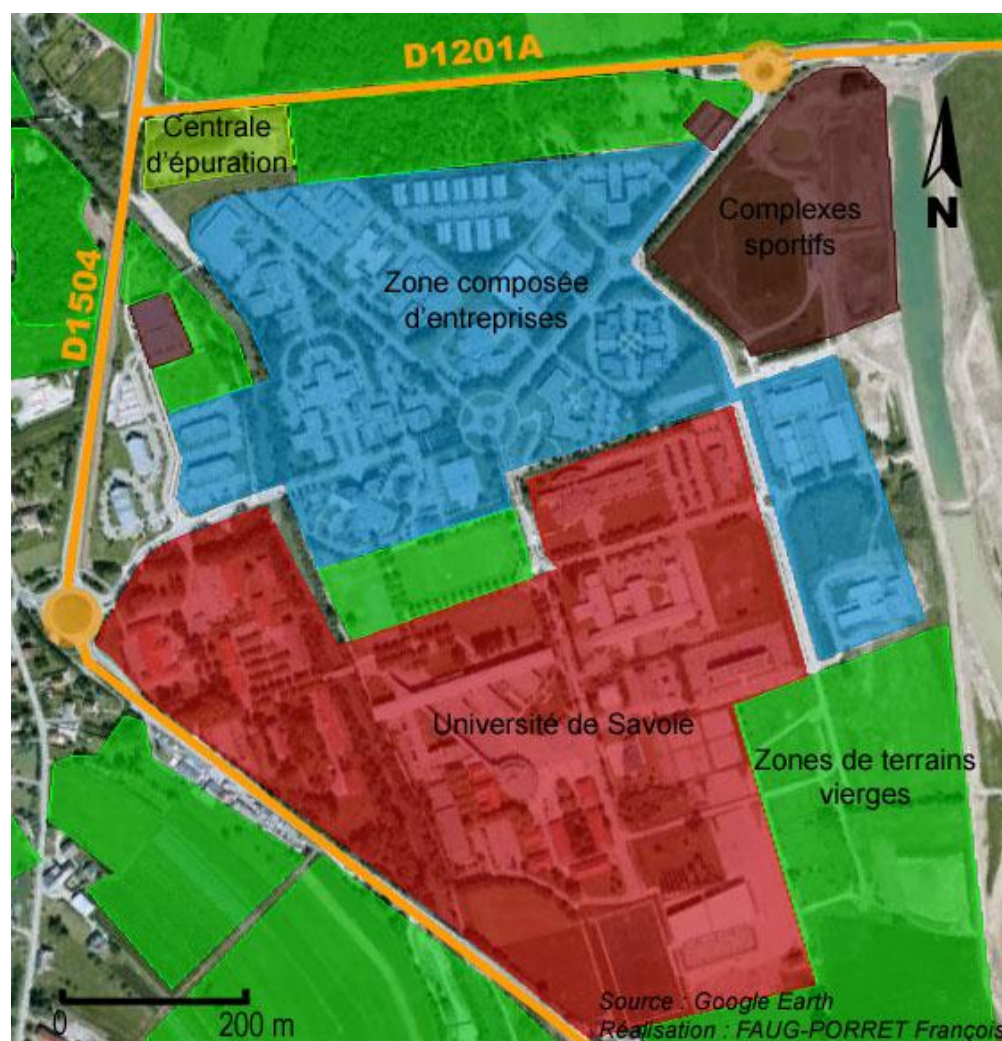 D1201A
Centrale
d'épuration
Complexes
sportifs
N
Zone composée
d'entreprises
D1504
Université de Savoie
Zones de terrains
vierges
0
200 m
Source : Google Earth
Réalisation : FAUG-PORRET François